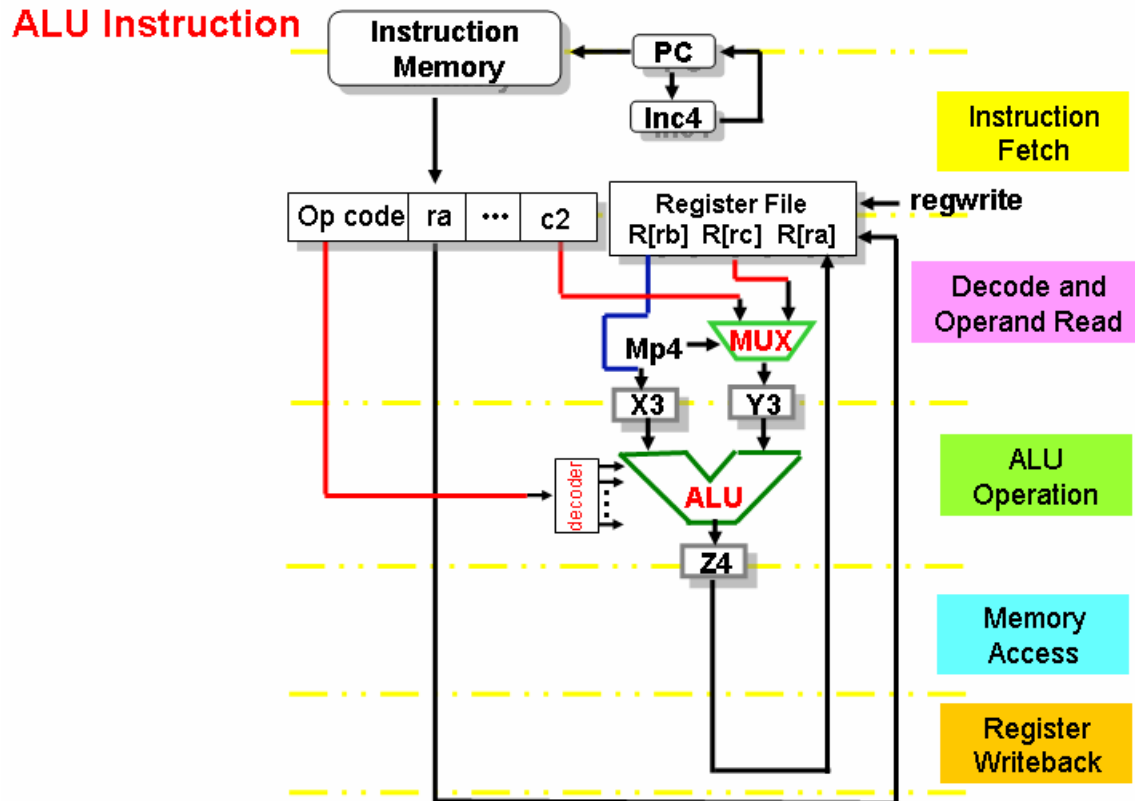 ALU Instruction
Instruction
Memory
PC
Inc4
Instruction
Fetch
Op code ra ... c2
Register File
R[rb] R[rc] R[ra]
regwrite
Decode and
Operand Read
Mp4
MUX
X3
Y3
ALU
Operation
decoder
ALU
Z4
Memory
Access
Register
Writeback